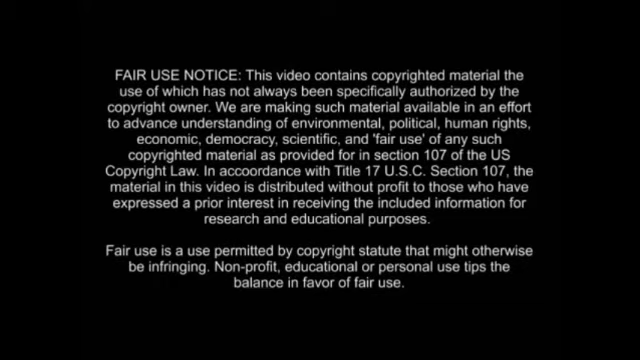 FAIR USE NOTICE: This video contains copyrighted material the
use of which has not always been specifically authorized by the
copyright owner. We are making such material available in an effort
to advance understanding of environmental, political, human rights,
economic, democracy, scientific, and 'fair use' of any such
copyrighted material as provided for in section 107 of the US
Copyright Law. In accoordance with Title 17 U.S.C. Section 107, the
material in this video is distributed without profit to those who have
expressed a prior interest in receiving the included information for
research and educational purposes.
Fair use is a use permitted by copyright statute that might otherwise
be infringing. Non-profit, educational or personal use tips the
balance in favor of fair use.